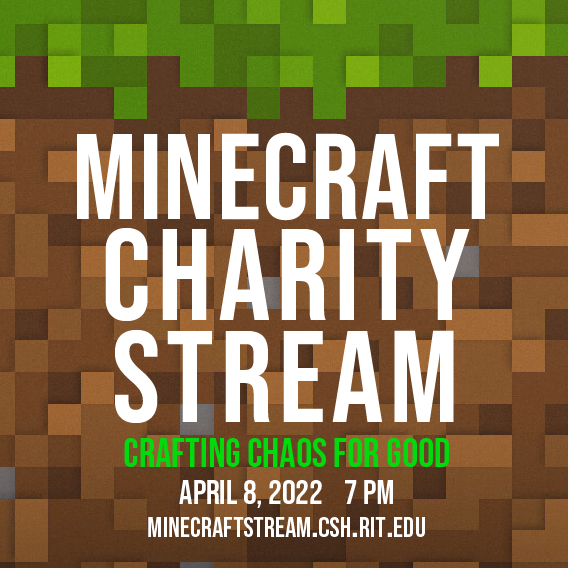 MINECRAFT
CHARITY
STREAM
CRAFTING CHAOS FOR GOOD
APRIL 8, 2022 7 PM
MINECRAFTSTREAM.CSH.RIT.EDU